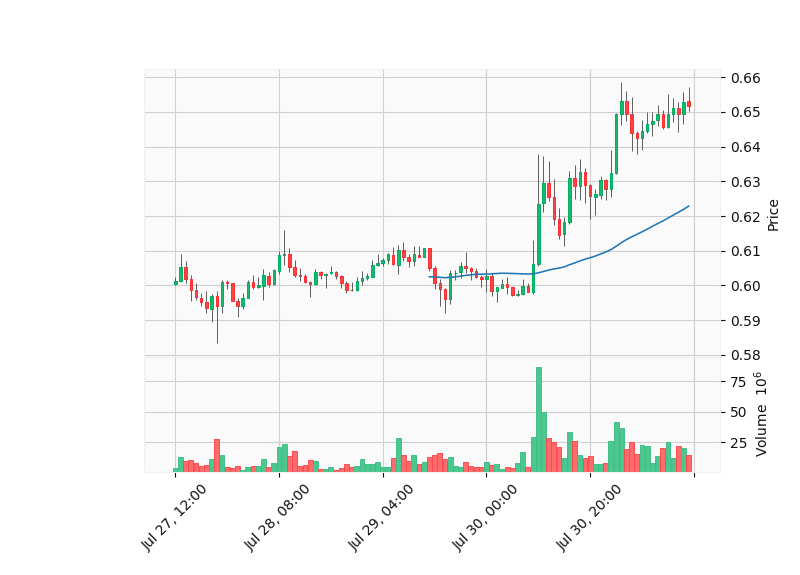 0.66
0.65
0.64
0.63
0.62
0.61
0.60
0.59
0.58
Price
75
50
25
Volume 10^6
Jul 27, 12:00
Jul 28, 08:00
Jul 29, 04:00
Jul 30, 00:00
Jul 30, 20:00